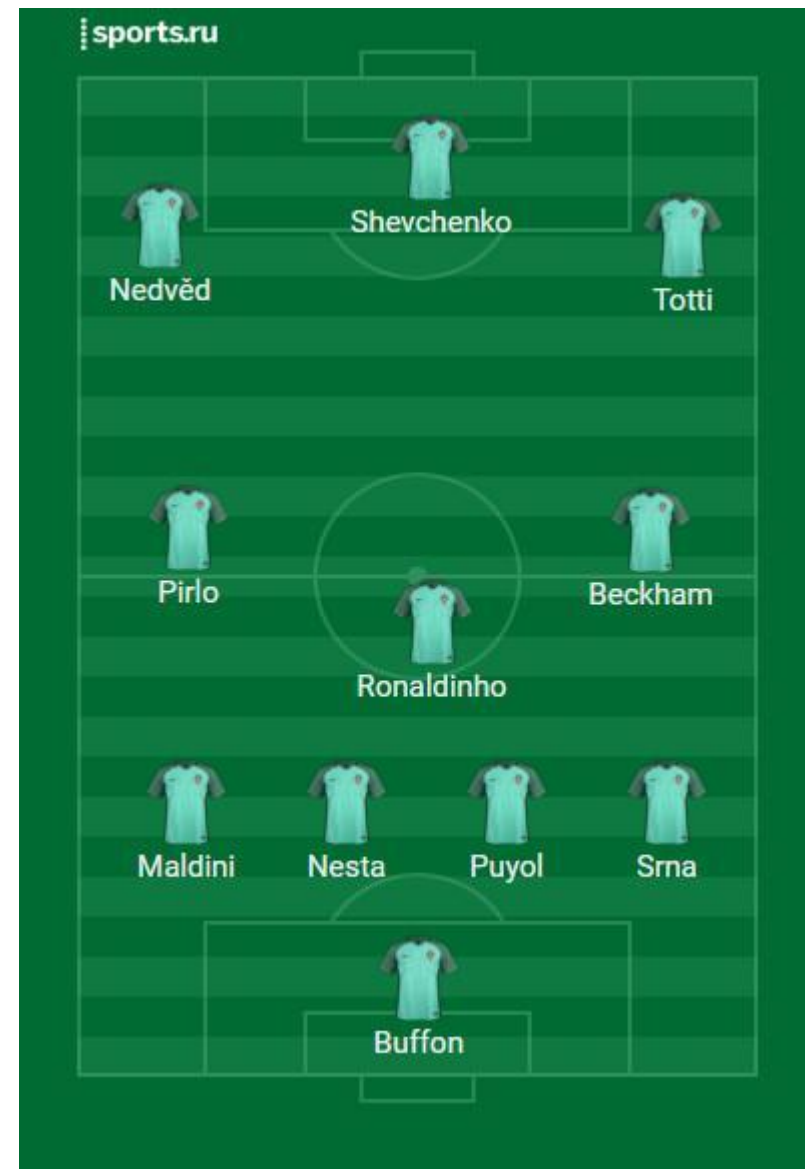 sports.ru
Shevchenko
Nedvěd
Totti
Pirlo
Beckham
Ronaldinho
Maldini Nesta Puyol Srna
Buffon